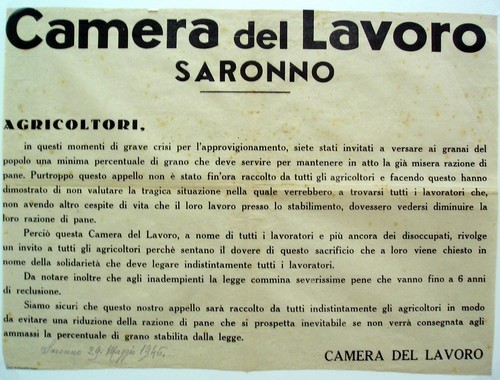 Camera del Lavoro
SARONNO
AGRICOLTORI,
in questi momenti di grave crisi per l'approvigionamento, siete stati invitati a versare ai granai del
popolo una minima percentuale di grano che deve servire per mantenere in atto la già misera razione di
pane. Purtroppò questo appello non è stato fin'ora raccolto da tutti gli agricoltori e facendo questo hanno
dimostrato di non valutare la tragica situazione nella quale verrebbero a trovarsi tutti i lavoratori che,
non avendo altro cespite di vita che il loro lavoro presso lo stabilimento, dovessero vedersi diminuire la
loro razione di pane.
Perciò questa Camera del Lavoro, a nome di tutti i lavoratori e più ancora dei disoccupati, rivolge
un invito a tutti gli agricoltori perchè sentano il dovere di questo sacrificio che a loro viene chiesto in
nome della solidarietà che deve legare indistintamente tutti i lavoratori.
Da notare inoltre che agli inadempienti la legge commina severissime pene che vanno fino a 6 anni
di reclusione.
Siamo sicuri che questo nostro appello sarà raccolto da tutti indistintamente gli agricoltori in modo
da evitare una riduzione della razione di pane che si prospetta inevitabile se non verrà consegnata agli
ammassi la percentuale di grano stabilita dalla legge.
Saronno 29 Maggio 1946.
CAMERA DEL LAVORO